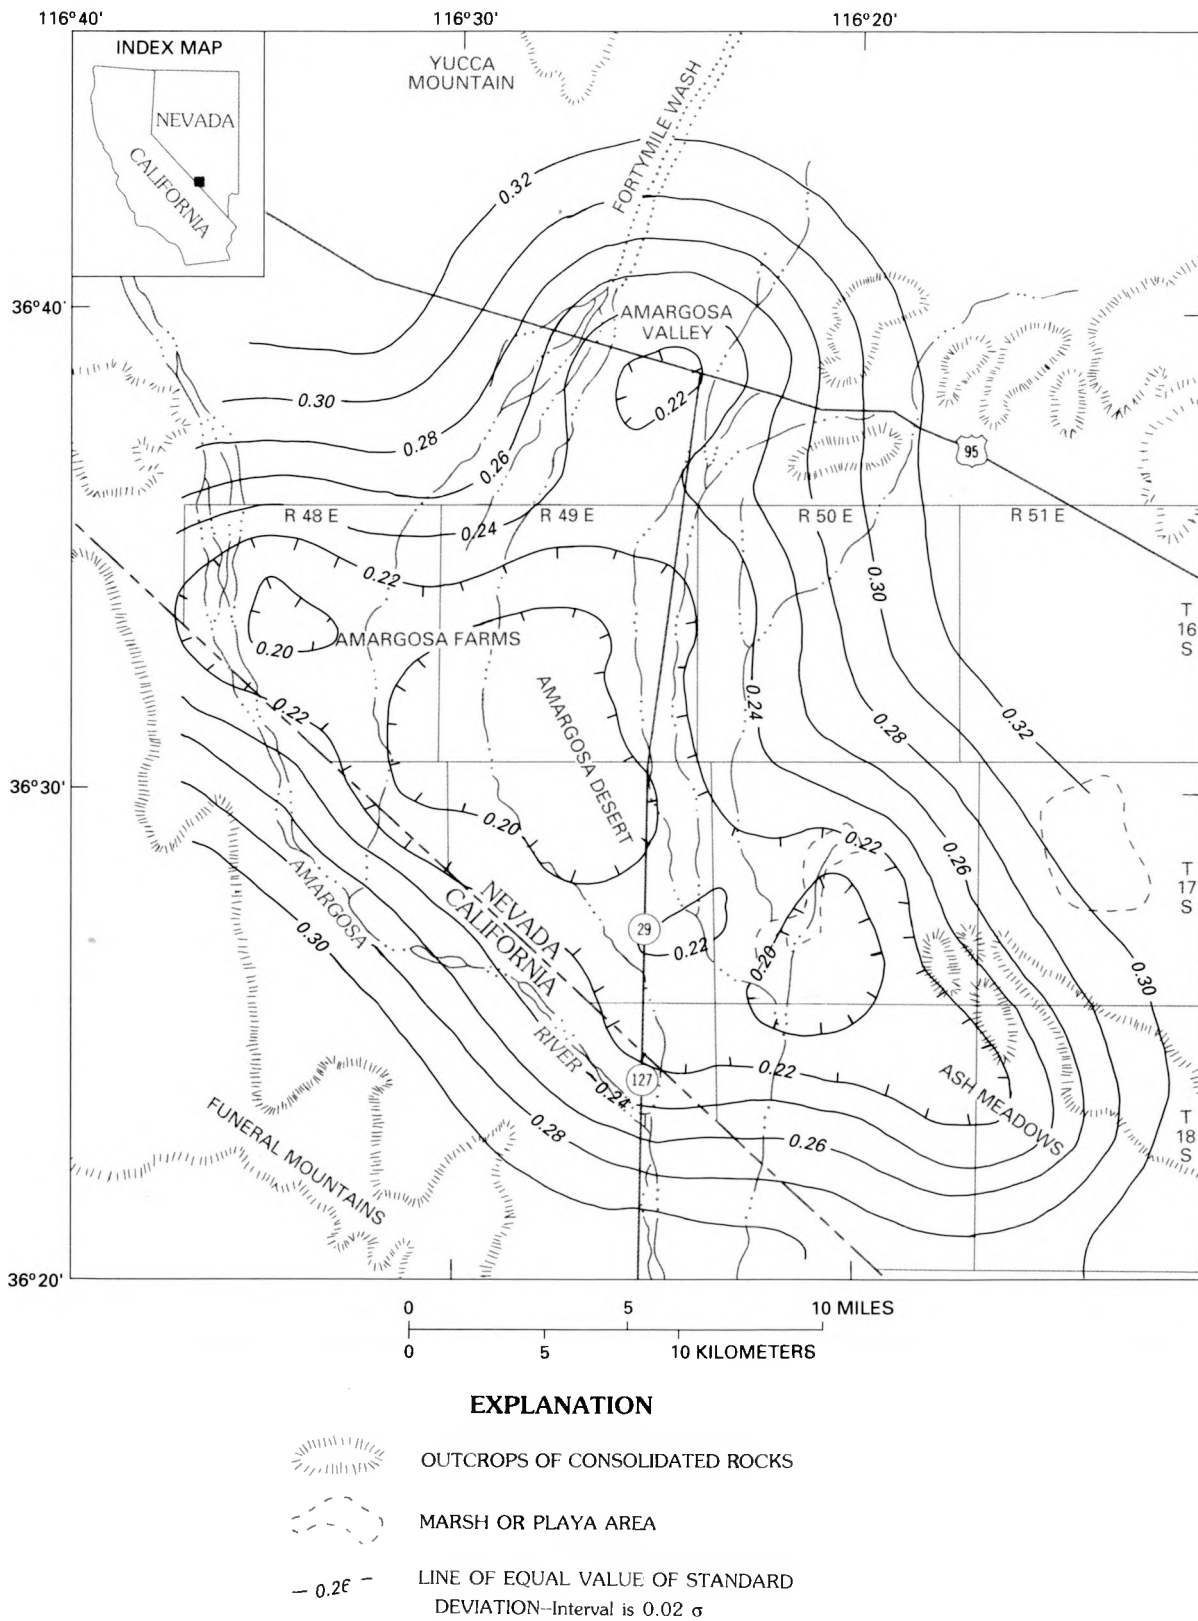 116°40'
116°30'
116°20'
INDEX MAP
NEVADA
CALIFORNIA
YUCCA
MOUNTAIN
FORTYMILE WASH
0.32
36°40'
AMARGOSA
VALLEY
0.30
0.22
0.28
0.26
95
R 48 E
R 49 E
R 50 E
R 51 E
0.24
0.22
0.30
T
16
S
0.20
AMARGOSA FARMS
AMARGOSA DESERT
0.22
0.24
0.28
0.32
36°30'
0.20
0.22
0.26
AMARGOSA
NEVADA
CALIFORNIA
T
17
S
0.30
29
0.22
0.20
0.30
RIVER
0.24
127
0.22
ASH MEADOWS
FUNERAL MOUNTAINS
0.28
0.26
T
18
S
36°20'
0 5 10 MILES
0 5 10 KILOMETERS
EXPLANATION
OUTCROPS OF CONSOLIDATED ROCKS
MARSH OR PLAYA AREA
0.26
LINE OF EQUAL VALUE OF STANDARD
DEVIATION--Interval is 0.02 σ